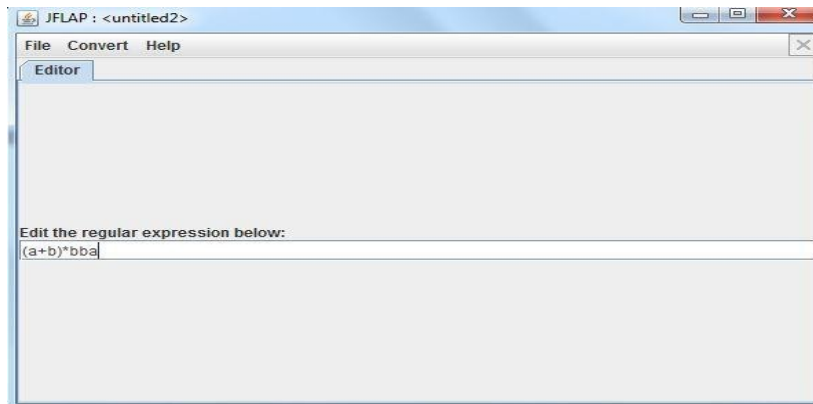 JFLAP : <untitled2>
File Convert Help
Editor
Edit the regular expression below:
(a+b)*bba